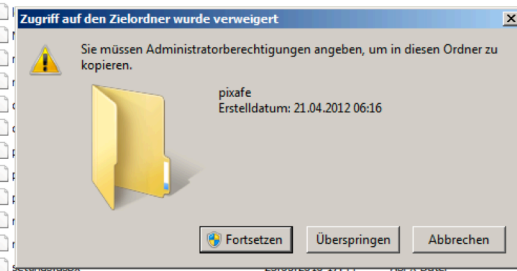 Zugriff auf den Zielordner wurde verweigert
Sie müssen Administratorberechtigungen angeben, um in diesen Ordner zu
kopieren.
pixafe
Erstelldatum: 21.04.2012 06:16
Fortsetzen
Überspringen
Abbrechen